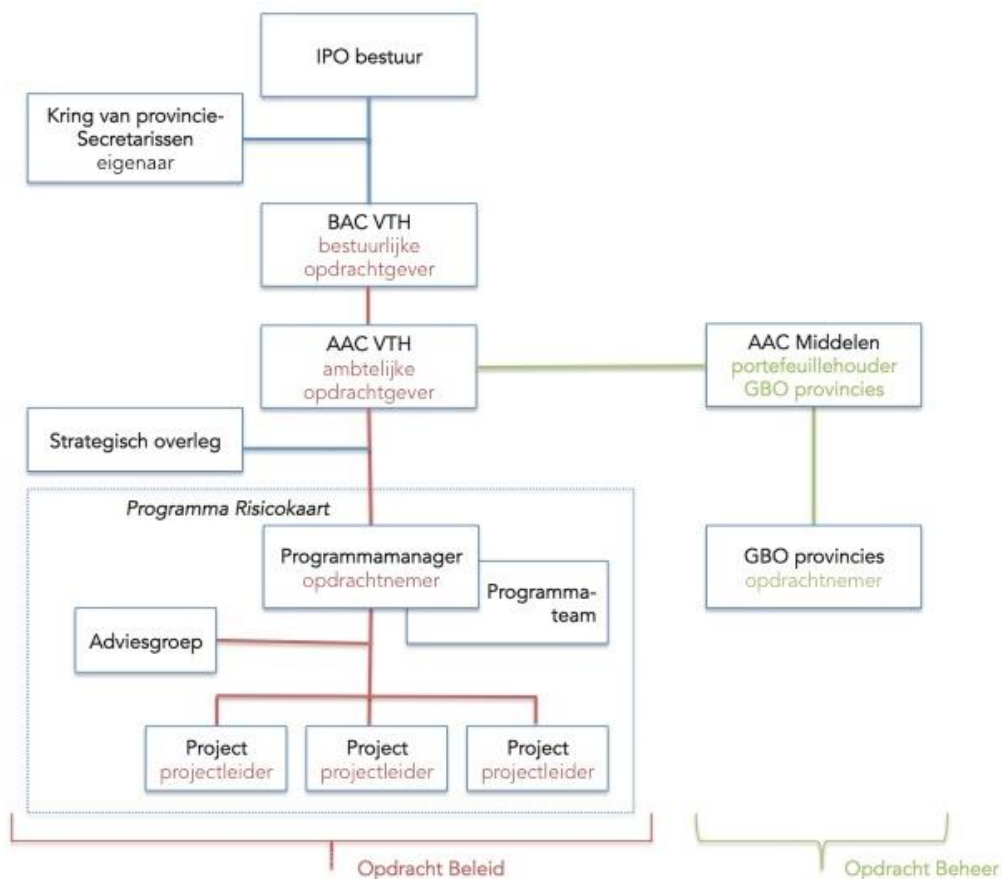 IPO bestuur
Kring van provincie-
Secretarissen
eigenaar
BAC VTH
bestuurlijke
opdrachtgever
AAC VTH
ambtelijke
opdrachtgever
AAC Middelen
portefeuillehouder
GBO provincies
Strategisch overleg
Programma Risicokaart
Programmamanager
opdrachtnemer
Programma-
team
GBO provincies
opdrachtnemer
Adviesgroep
Project
projectleider
Project
projectleider
Project
projectleider
Opdracht Beleid
Opdracht Beheer